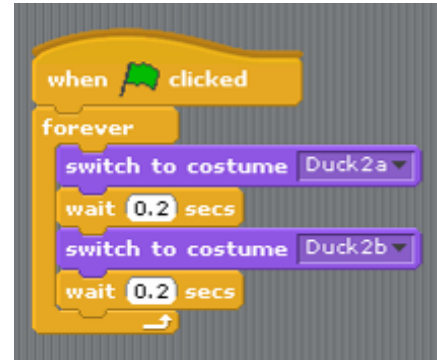 when clicked
forever
switch to costume Duck2a
wait 0.2 secs
switch to costume Duck2b
wait 0.2 secs